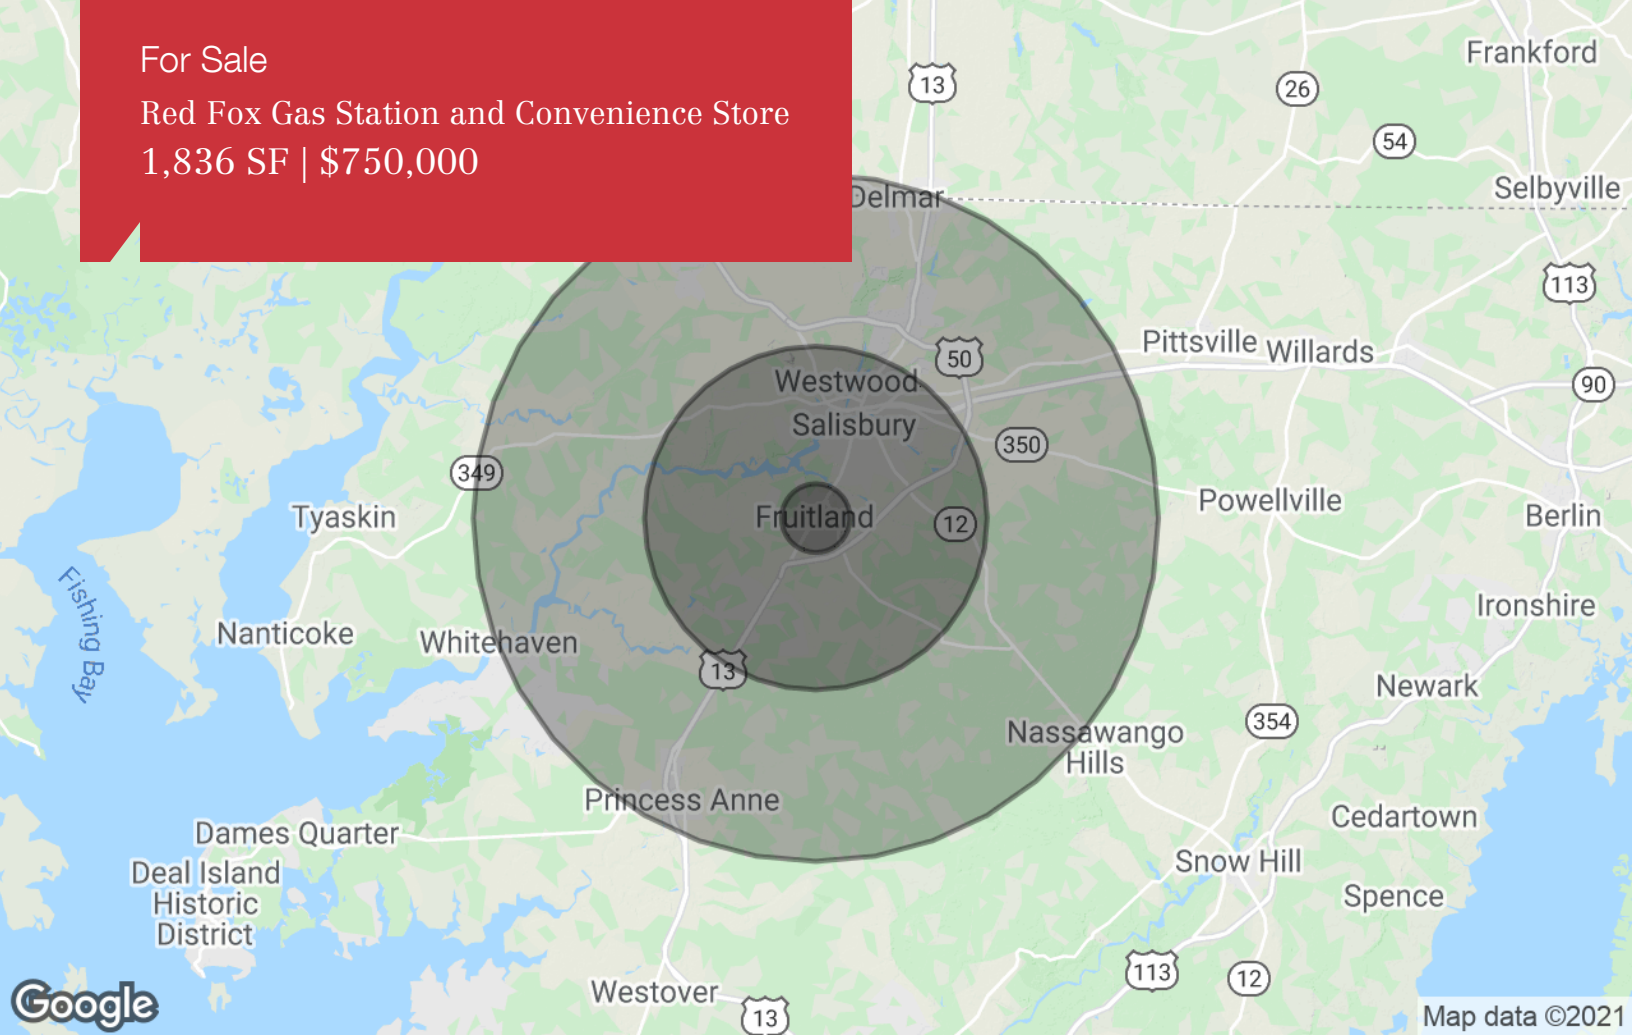 For Sale
Red Fox Gas Station and Convenience Store
1,836 SF | $750,000
Frankford
13
26
54
Delmar
Selbyville
113
50
Pittsville
Willards
Westwood
90
Salisbury
350
349
Powellville
Tyaskin
Fruitland
12
Berlin
Fishing Bay
Ironshire
Nanticoke
Whitehaven
13
Newark
354
Nassawango
Hills
Princess Anne
Cedartown
Dames Quarter
Snow Hill
Deal Island
Historic
District
Spence
113
12
Westover
13
Google
Map data ©2021